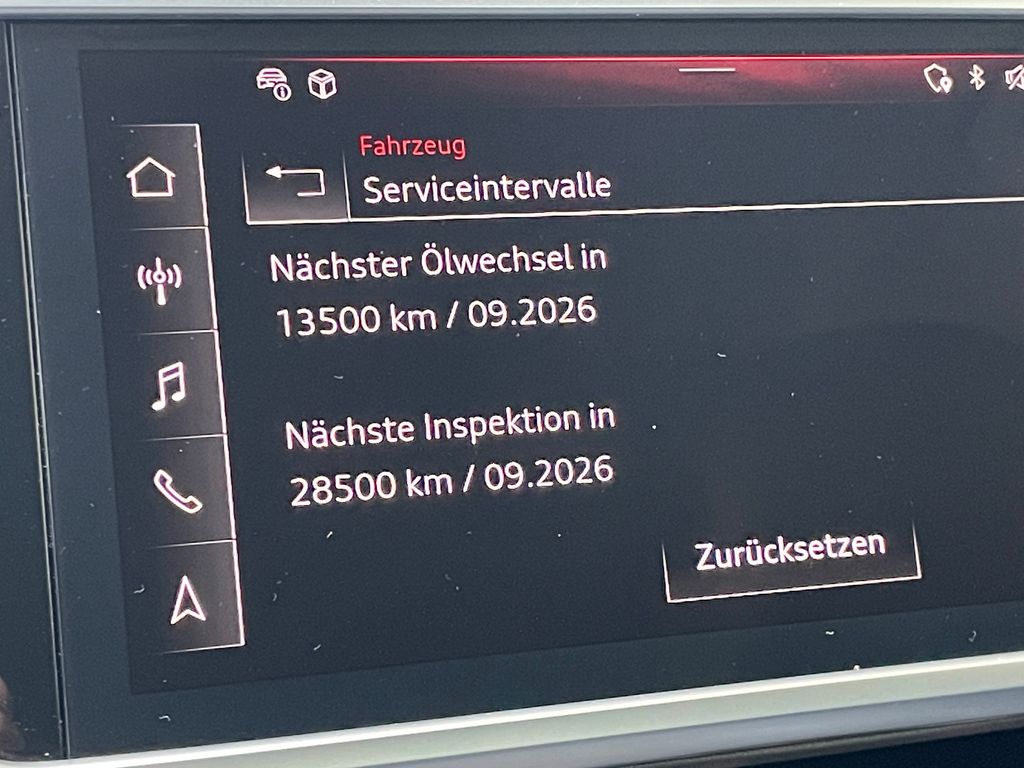 Fahrzeug
Serviceintervalle
Nächster Ölwechsel in
13500 km / 09.2026
Nächste Inspektion in
28500 km / 09.2026
Zurücksetzen